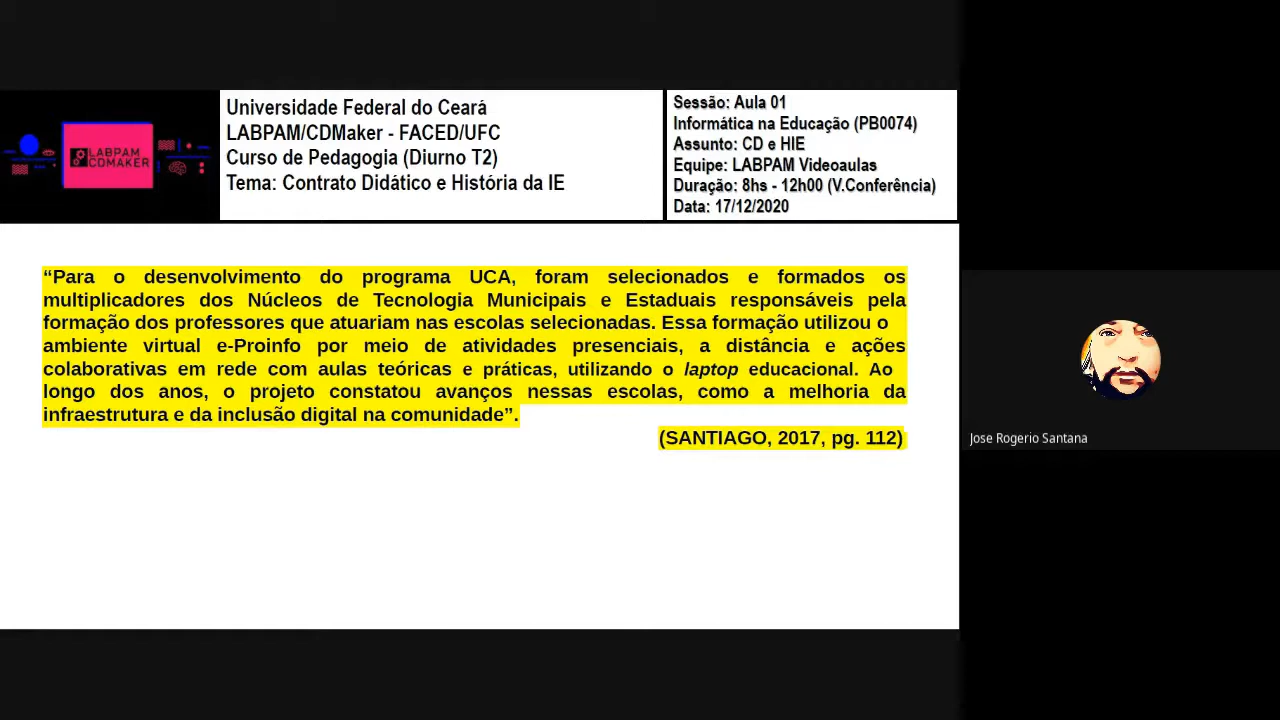 LABPAM
CDMAKER
Universidade Federal do Ceará
LABPAM/CDMaker - FACED/UFC
Curso de Pedagogia (Diurno T2)
Tema: Contrato Didático e História da IE
Sessão: Aula 01
Informática na Educação (PB0074)
Assunto: CD e HIE
Equipe: LABPAM Videoaulas
Duração: 8hs - 12h00 (V.Conferência)
Data: 17/12/2020
“Para o desenvolvimento do programa UCA, foram selecionados e formados os
multiplicadores dos Núcleos de Tecnologia Municipais e Estaduais responsáveis pela
formação dos professores que atuariam nas escolas selecionadas. Essa formação utilizou o
ambiente virtual e-Proinfo por meio de atividades presenciais, a distância e ações
colaborativas em rede com aulas teóricas e práticas, utilizando o laptop educacional. Ao
longo dos anos, o projeto constatou avanços nessas escolas, como a melhoria da
infraestrutura e da inclusão digital na comunidade”.
(SANTIAGO, 2017, pg. 112)
Jose Rogerio Santana